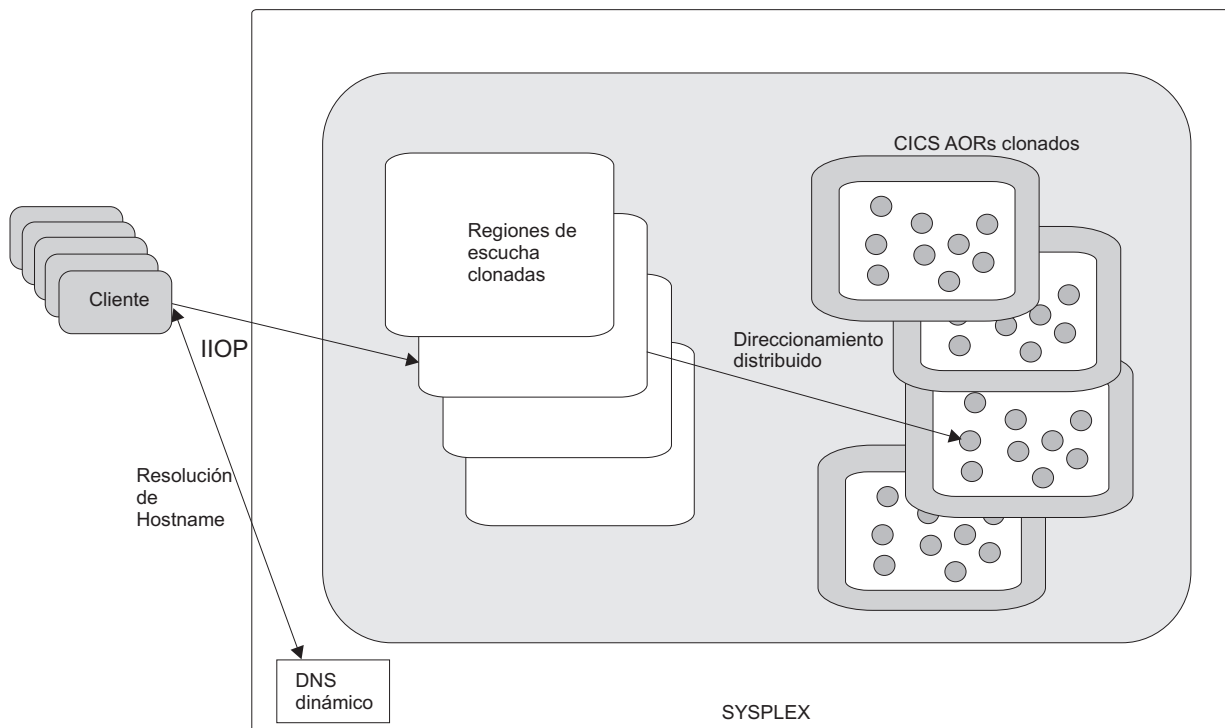 CICS AORs clonados
Regiones de
escucha
clonadas
Cliente
IIOP
Direccionamiento
distribuido
Resolución
de
Hostname
DNS
dinámico
SYSPLEX